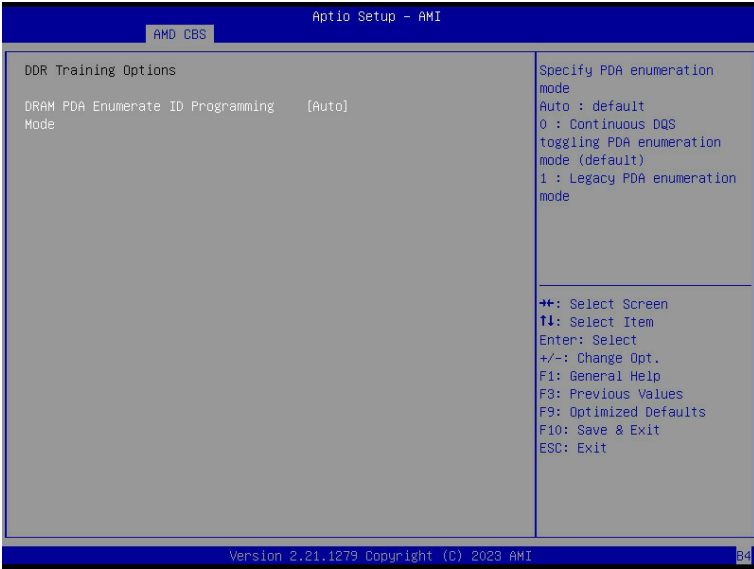 Aptio Setup - AMI
AMD CBS
DDR Training Options
DRAM PDA Enumerate ID Programming [Auto]
Mode
Specify PDA enumeration
mode
Auto : default
0 : Continuous DQS
toggling PDA enumeration
mode (default)
1 : Legacy PDA enumeration
mode
→←: Select Screen
↑↓: Select Item
Enter: Select
+/-: Change Opt.
F1: General Help
F3: Previous Values
F9: Optimized Defaults
F10: Save & Exit
ESC: Exit
Version 2.21.1279 Copyright (C) 2023 AMI
B4